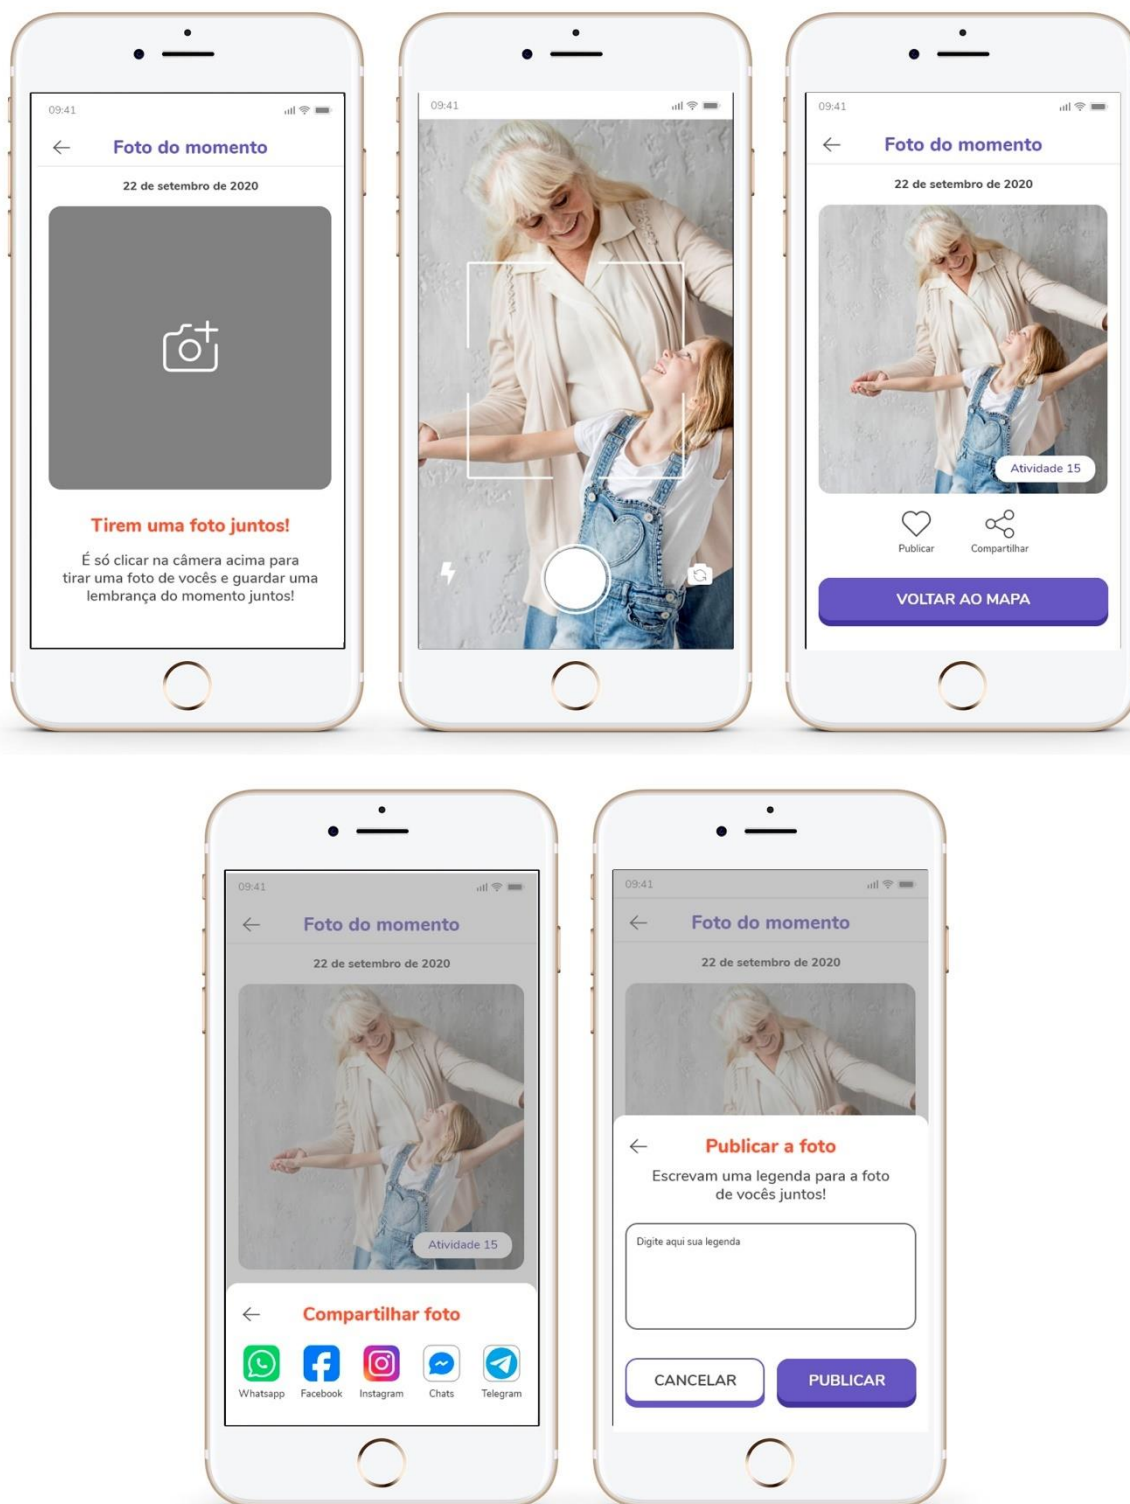 09:41
Foto do momento
22 de setembro de 2020
Tirem uma foto juntos!
É só clicar na câmera acima para
tirar uma foto de vocês e guardar uma
lembrança do momento juntos!
09:41
09:41
Foto do momento
22 de setembro de 2020
Atividade 15
Publicar
Compartilhar
VOLTAR AO MAPA
09:41
Foto do momento
22 de setembro de 2020
Atividade 15
Compartilhar foto
Whatsapp
Facebook
Instagram
Chats
Telegram
09:41
Foto do momento
22 de setembro de 2020
Publicar a foto
Escrevam uma legenda para a foto
de vocês juntos!
Digite aqui sua legenda
CANCELAR
PUBLICAR